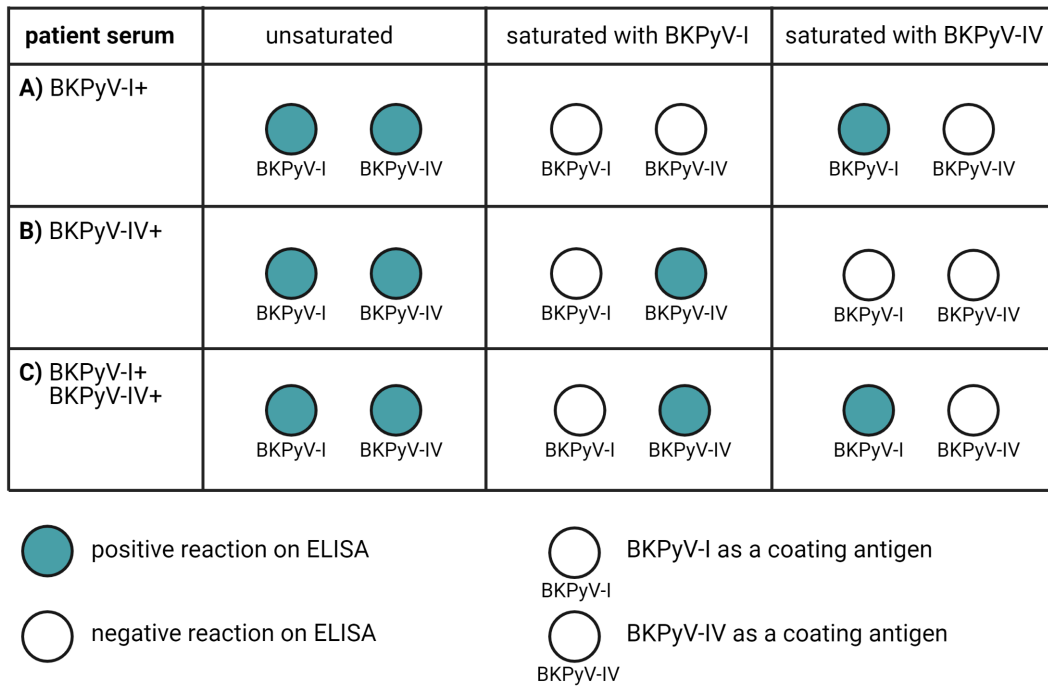 patient serum unsaturated saturated with BKPyV-I saturated with BKPyV-IV
A) BKPyV-I+
BKPyV-I BKPyV-IV BKPyV-I BKPyV-IV BKPyV-I BKPyV-IV
B) BKPyV-IV+
BKPyV-I BKPyV-IV BKPyV-I BKPyV-IV BKPyV-I BKPyV-IV
C) BKPyV-I+
BKPyV-IV+
BKPyV-I BKPyV-IV BKPyV-I BKPyV-IV BKPyV-I BKPyV-IV
positive reaction on ELISA BKPyV-I as a coating antigen
BKPyV-I
negative reaction on ELISA BKPyV-IV as a coating antigen
BKPyV-IV